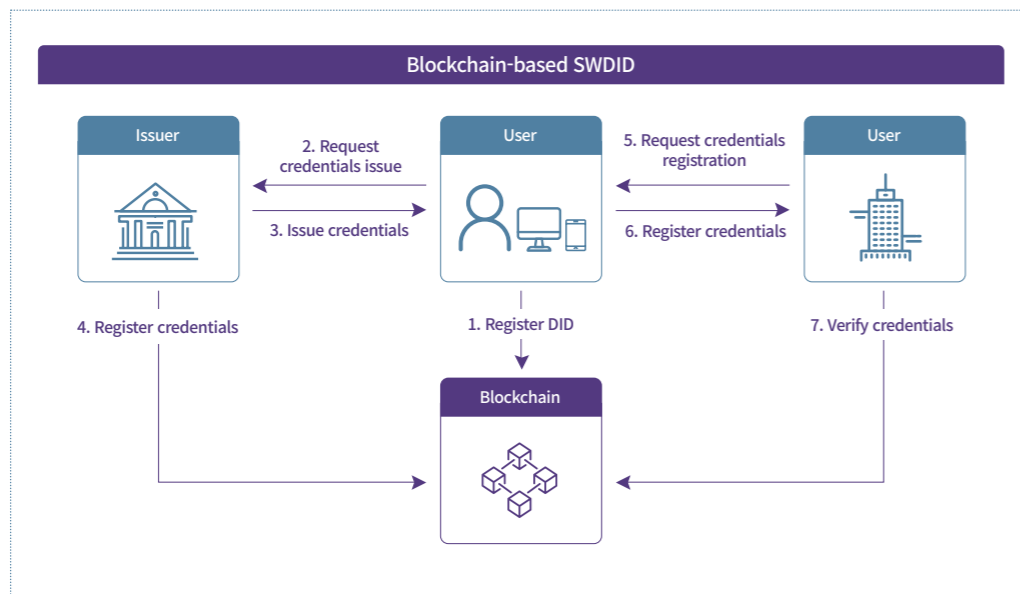 Blockchain-based SWDID
Issuer
User
User
2. Request
credentials issue
3. Issue credentials
5. Request credentials
registration
6. Register credentials
4. Register credentials
1. Register DID
7. Verify credentials
Blockchain